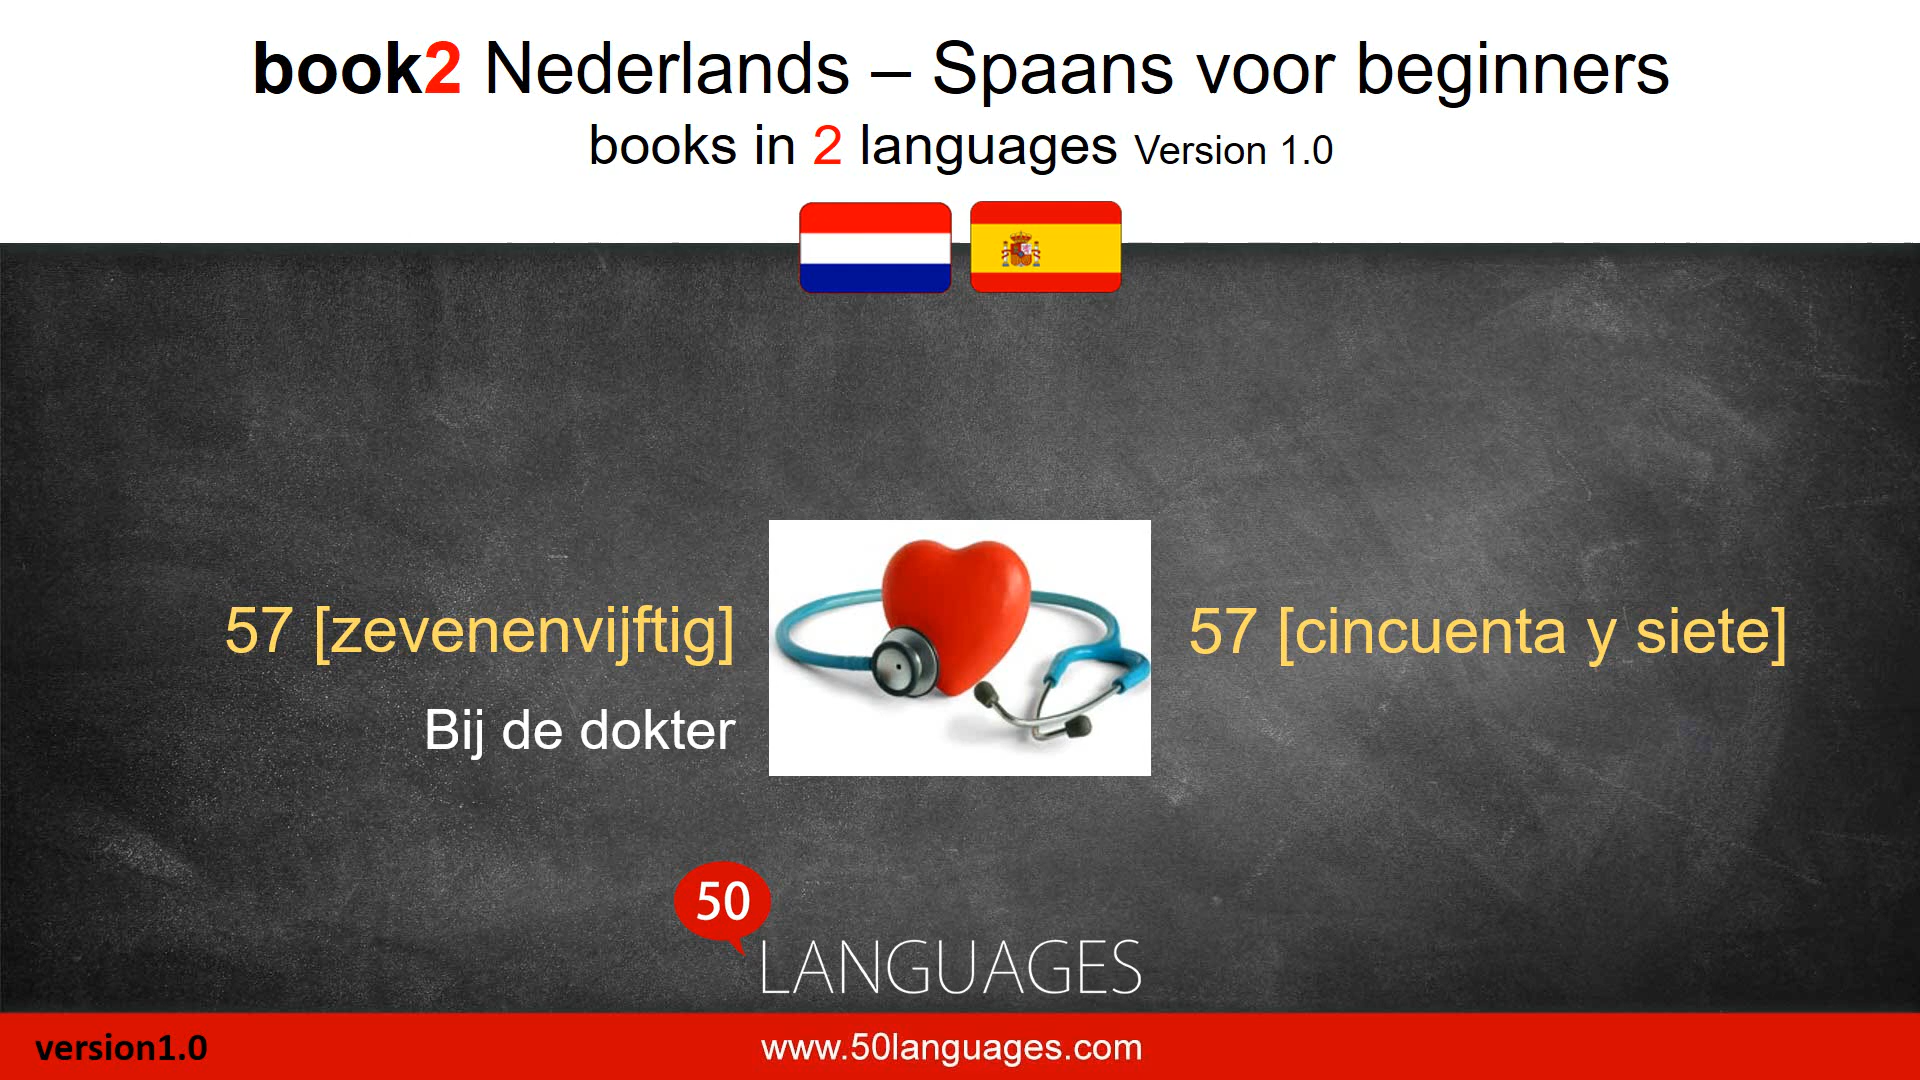 book2 Nederlands – Spaans voor beginners
books in 2 languages Version 1.0
57 [zevenenvijftig]
57 [cincuenta y siete]
Bij de dokter
50
LANGUAGES
version1.0
www.50languages.com